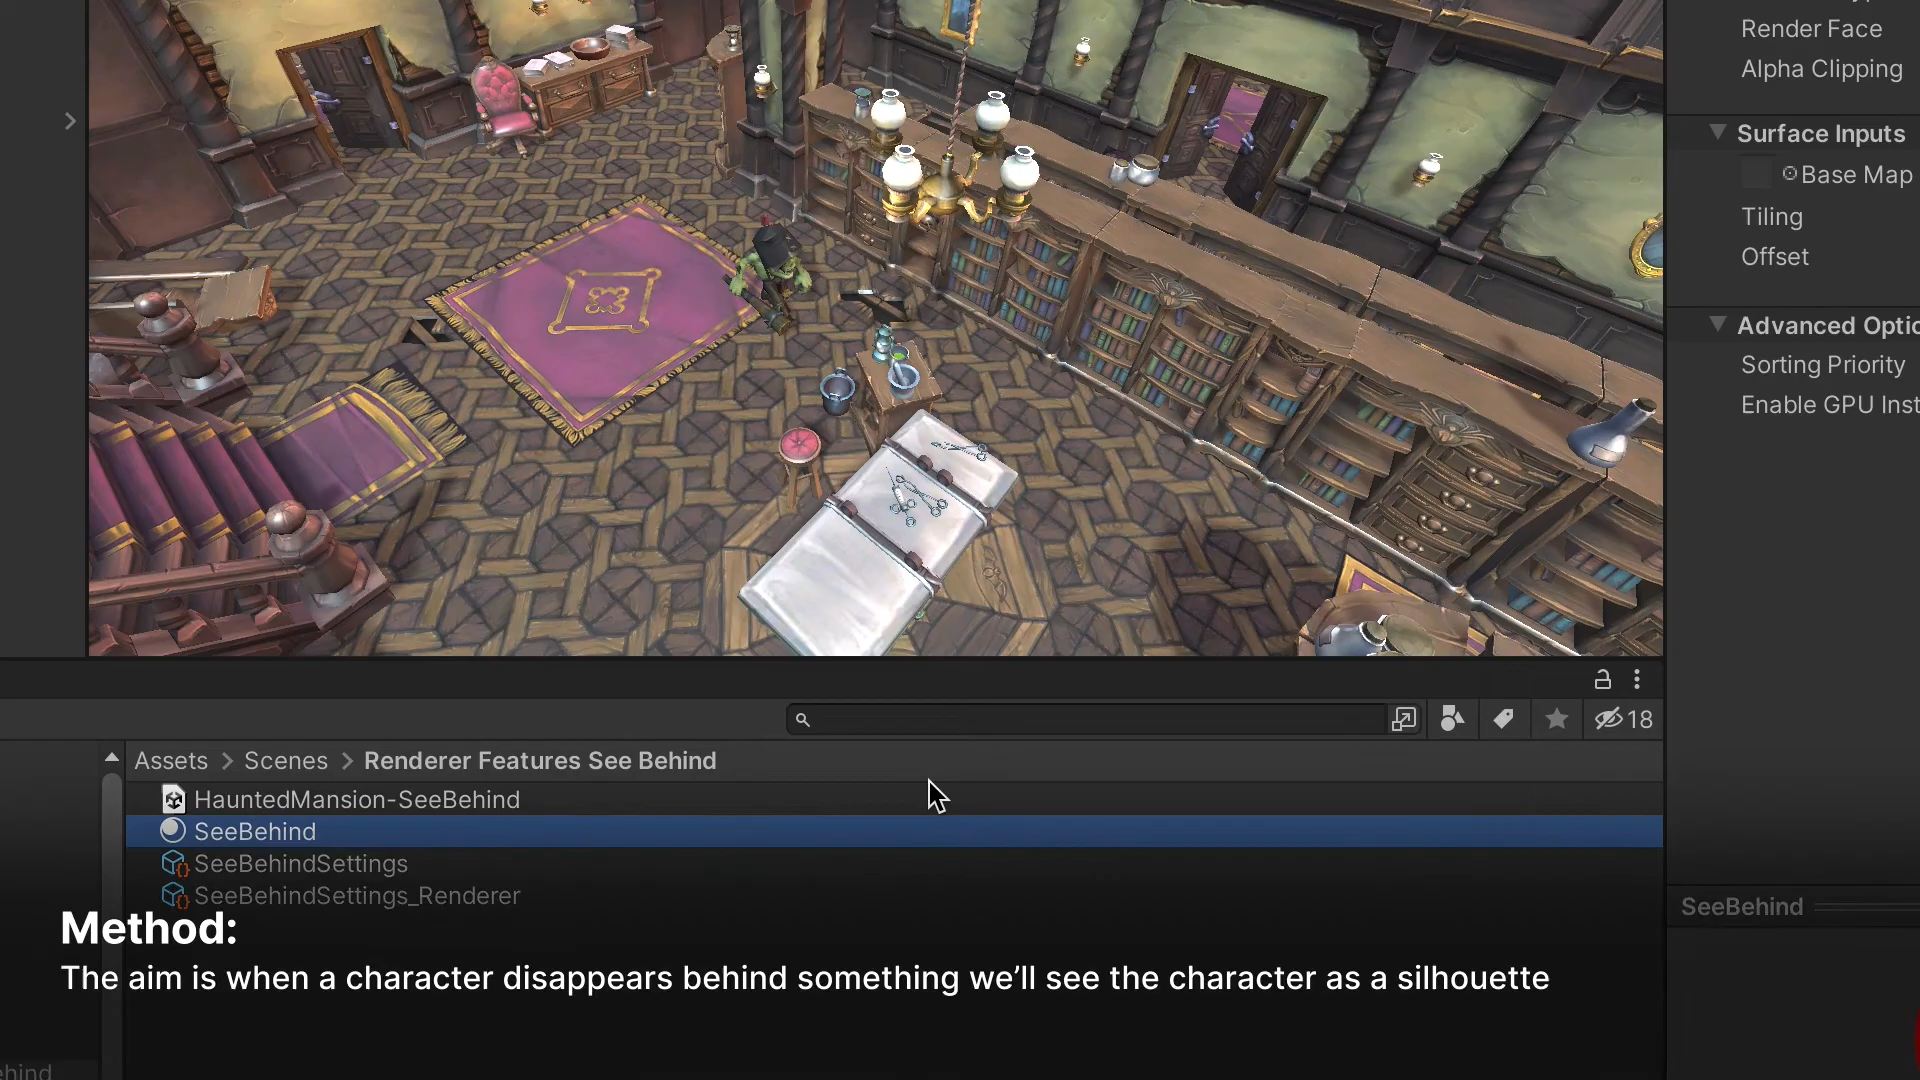 Render Face
Alpha Clipping
Surface Inputs
Base Map
Tiling
Offset
Advanced Optio
Sorting Priority
Enable GPU Inst
18
Assets > Scenes > Renderer Features See Behind
HauntedMansion-SeeBehind
SeeBehind
SeeBehindSettings
SeeBehindSettings_Renderer
SeeBehind
Method:
The aim is when a character disappears behind something we’ll see the character as a silhouette
ehind